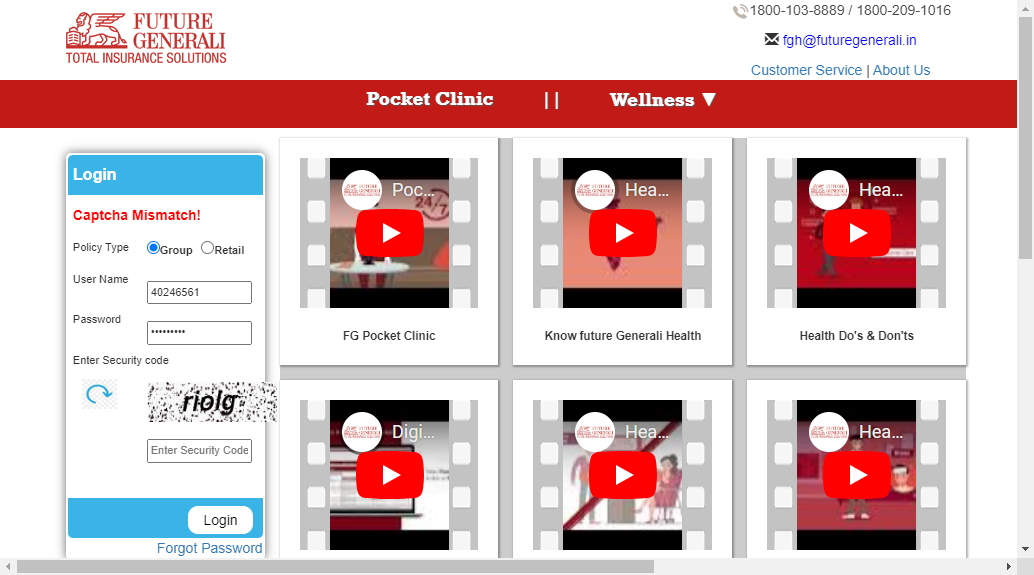 FUTURE
GENERALI
TOTAL INSURANCE SOLUTIONS
1800-103-8889 / 1800-209-1016
fgh@futuregenerali.in
Customer Service | About Us
Pocket Clinic || Wellness ▼
Login
Captcha Mismatch!
Policy Type Group Retail
User Name
40246561
Password
•••••••••
Enter Security code
riolg
Enter Security Code
Login
Forgot Password
Poc...
24/7
Hea...
Hea...
FG Pocket Clinic
Know future Generali Health
Health Do's & Don'ts
Digi...
Hea...
Hea...